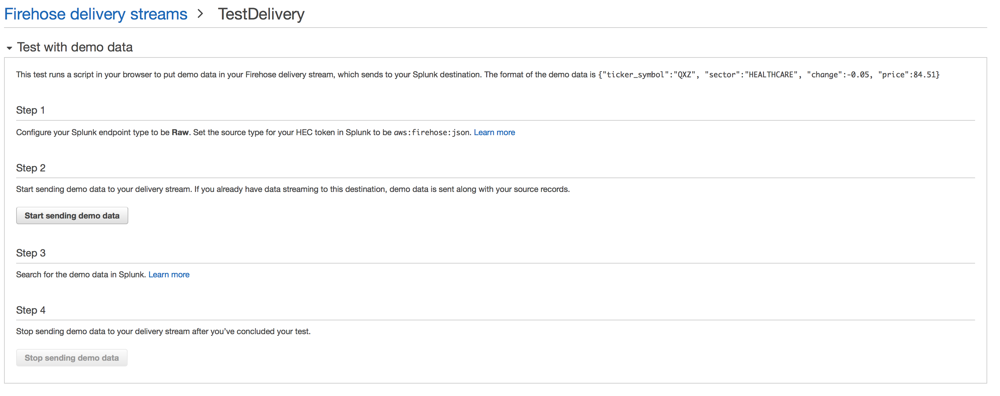 Firehose delivery streams > TestDelivery
Test with demo data
This test runs a script in your browser to put demo data in your Firehose delivery stream, which sends to your Splunk destination. The format of the demo data is {"ticker_symbol":"QXZ", "sector":"HEALTHCARE", "change":-0.05, "price":84.51}
Step 1
Configure your Splunk endpoint type to be Raw. Set the source type for your HEC token in Splunk to be aws:firehose:json. Learn more
Step 2
Start sending demo data to your delivery stream. If you already have data streaming to this destination, demo data is sent along with your source records.
Start sending demo data
Step 3
Search for the demo data in Splunk. Learn more
Step 4
Stop sending demo data to your delivery stream after you’ve concluded your test.
Stop sending demo data